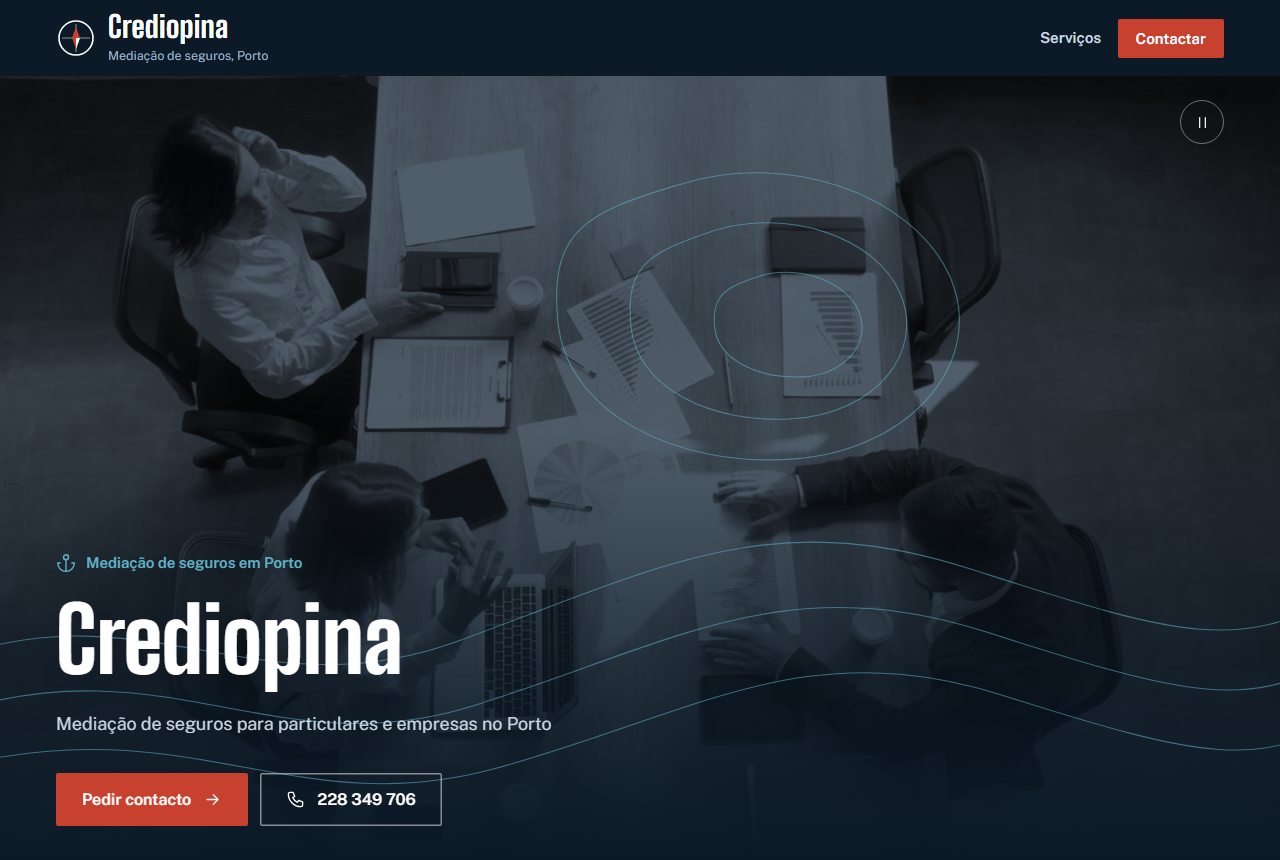 Crediopina
Mediação de seguros, Porto
Serviços
Contactar
Mediação de seguros em Porto
Crediopina
Mediação de seguros para particulares e empresas no Porto
Pedir contacto
228 349 706